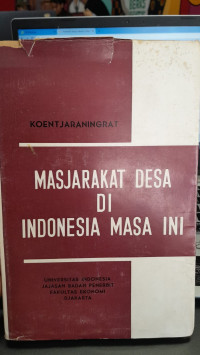 KOENTJARANINGRAT
MASJARAKAT DESA
DI
INDONESIA MASA INI
UNIVERSITAS INDONESIA
JAJASAN BADAN PENERBIT
FAKULTAS EKONOMI
DJAKARTA